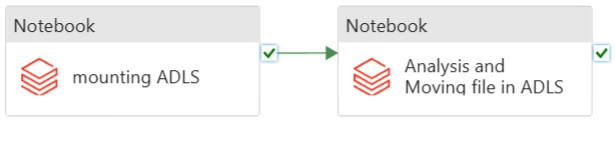 Notebook
mounting ADLS
Notebook
Analysis and
Moving file in ADLS